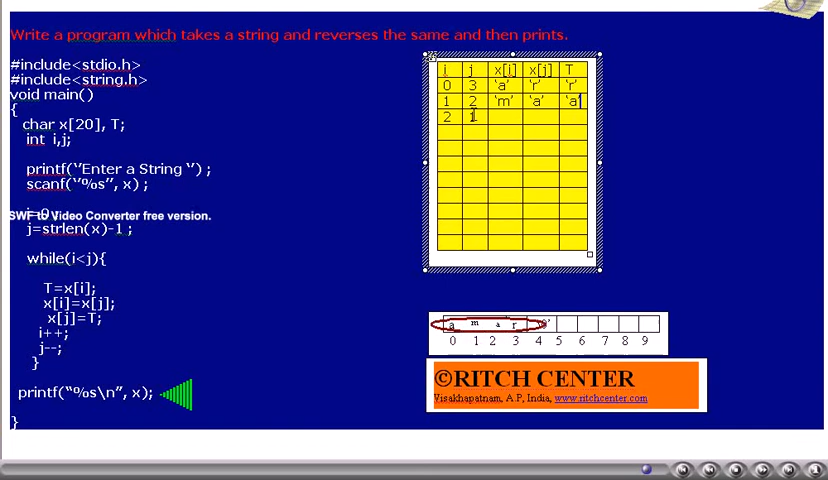 Write a program which takes a string and reverses the same and then prints.
#include<stdio.h>
#include<string.h>
void main()
{
char x[20], T;
int i,j;
printf("Enter a String ") ;
scanf("%s", x) ;
SWF to Video Converter free version.
j=strlen(x)-1 ;
while(i<j){
T=x[i];
x[i]=x[j];
x[j]=T;
i++;
j--;
}
printf("%s\n", x);
}
i j x[i] x[j] T
0 3 'a' 'r' 'r'
1 2 'm' 'a' 'a
2 1
a m a r
0 1 2 3 4 5 6 7 8 9
©RITCH CENTER
Visakhapatnam, A.P, India, www.ritchcenter.com